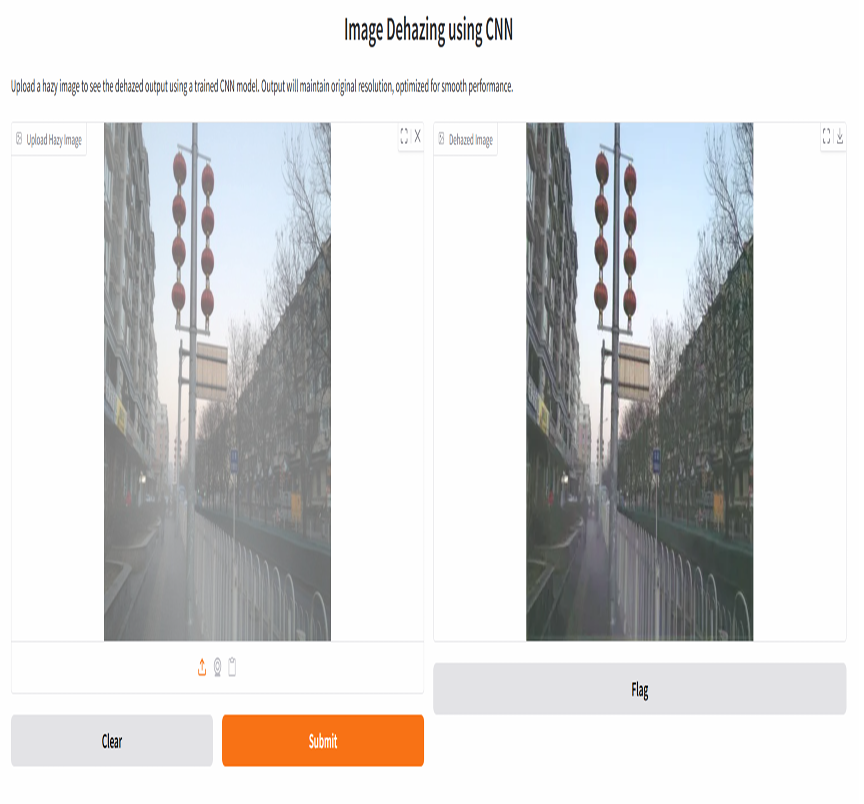 Image Dehazing using CNN
Upload a hazy image to see the dehazed output using a trained CNN model. Output will maintain original resolution, optimized for smooth performance.
Upload Hazy Image
Dehazed Image
Flag
Clear
Submit